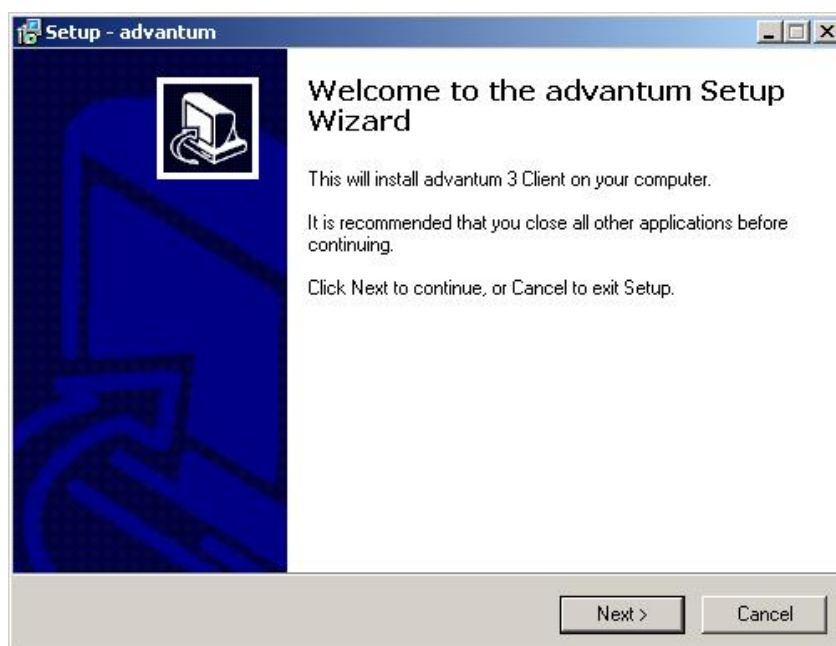 Setup - advantum
Welcome to the advantum Setup
Wizard
This will install advantum 3 Client on your computer.
It is recommended that you close all other applications before
continuing.
Click Next to continue, or Cancel to exit Setup.
Next >
Cancel